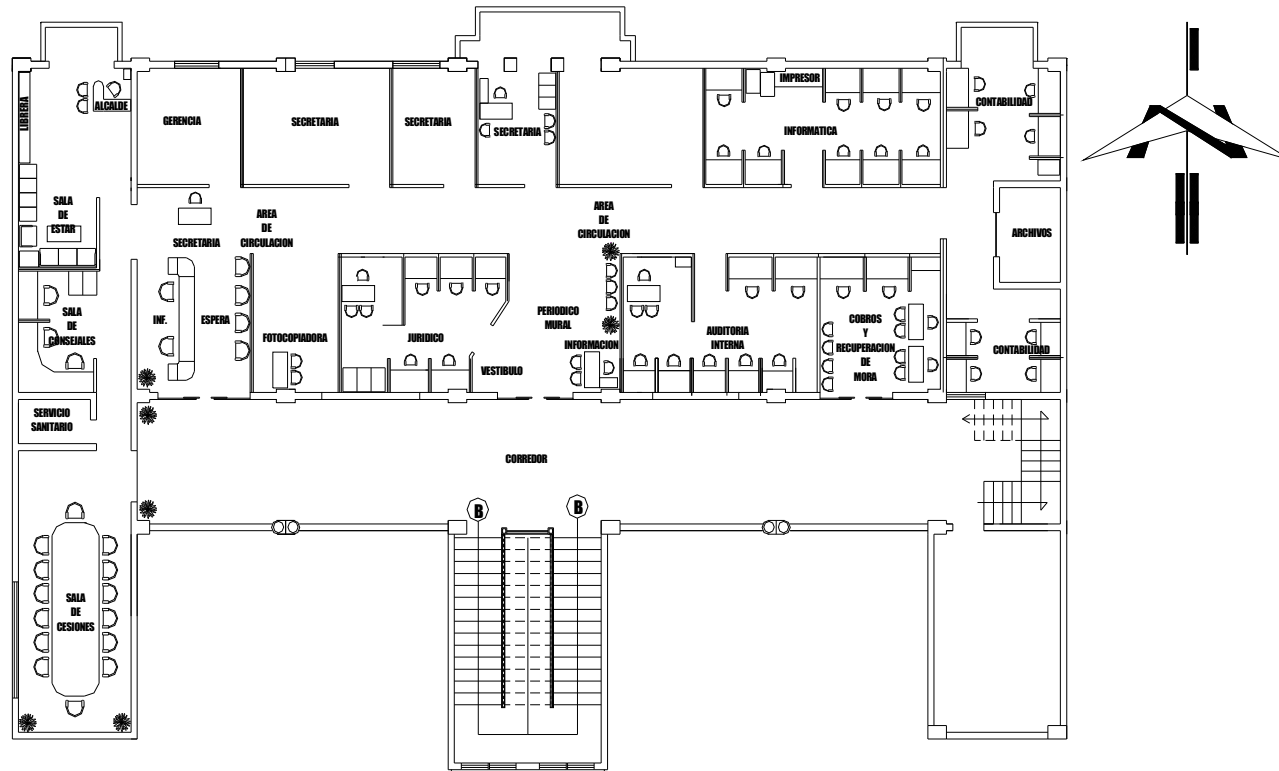 LIBRERA
ALCALDE
GERENCIA
SECRETARIA
SECRETARIA
SECRETARIA
IMPRESOR
INFORMATICA
CONTABILIDAD
SALA
DE
ESTAR
SECRETARIA
AREA
DE
CIRCULACION
AREA
DE
CIRCULACION
ARCHIVOS
SALA
DE
CONSEJALES
INF.
ESPERA
FOTOCOPIADORA
JURIDICO
VESTIBULO
PERIODICO
MURAL
INFORMACION
AUDITORIA
INTERNA
COBROS
Y
RECUPERACION
DE
MORA
CONTABILIDAD
SERVICIO
SANITARIO
CORREDOR
B
B
SALA
DE
CESIONES